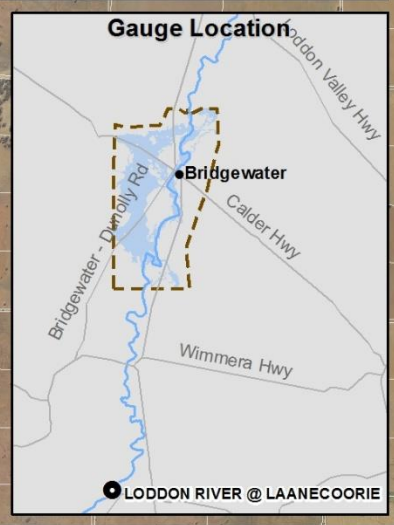 Gauge Location
Loddon Valley Hwy
Bridgewater
Bridgewater - Dunolly Rd
Calder Hwy
Wimmera Hwy
LODDON RIVER @ LAANECOORIE